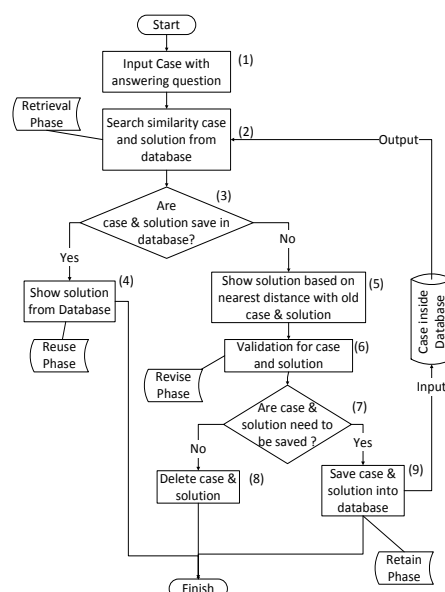 Start
Input Case with
answering question
(1)
Retrieval
Phase
Search similarity case
and solution from
database
(2)
Output
Are
case & solution save in
database?
(3)
Yes
No
Show solution
from Database
(4)
Reuse
Phase
Show solution based on
nearest distance with old
case & solution
(5)
Case inside
Database
Validation for case
and solution
(6)
Revise
Phase
Input
Are case &
solution need to
be saved ?
(7)
No
Yes
Delete case &
solution
(8)
Save case &
solution into
database
(9)
Retain
Phase
Finish